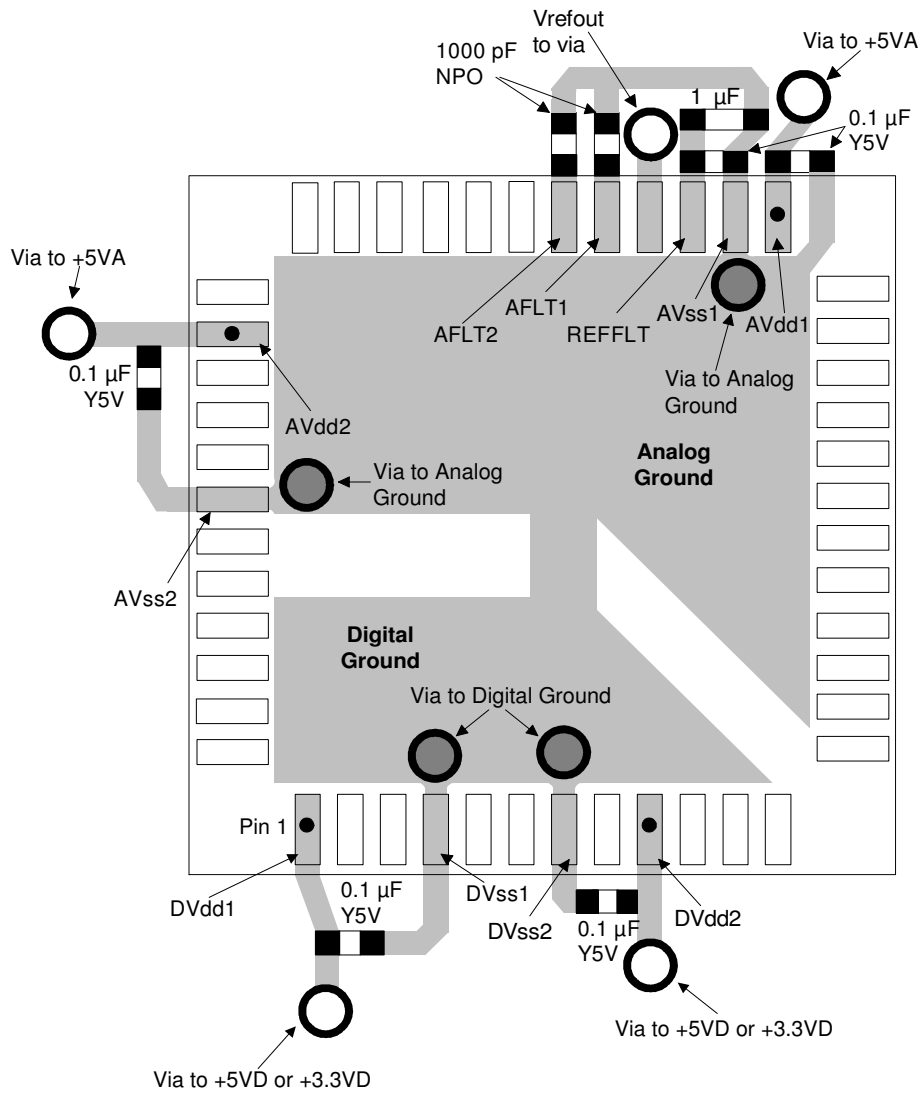 Vrefout
to via
Via to +5VA
1000 pF
NPO
1 µF
0.1 µF
Y5V
Via to +5VA
AFLT2
AFLT1
REFFLT
AVss1
AVdd1
0.1 µF
Y5V
Via to Analog
Ground
AVdd2
Analog
Ground
Via to Analog
Ground
AVss2
Digital
Ground
Via to Digital Ground
Pin 1
DVdd1
0.1 µF
Y5V
DVss1
DVss2
0.1 µF
Y5V
DVdd2
Via to +5VD or +3.3VD
Via to +5VD or +3.3VD